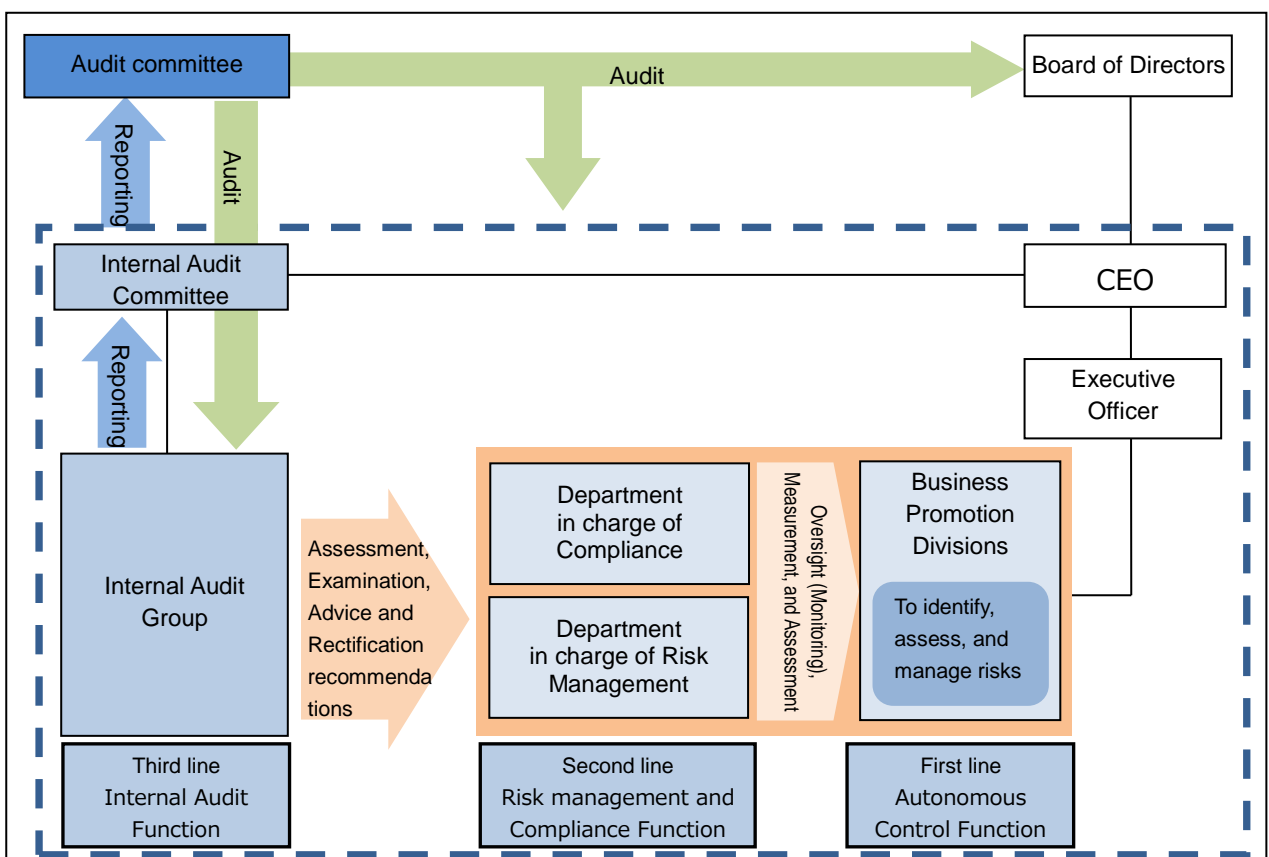 Audit committee
Audit
Board of Directors
Reporting
Audit
Internal Audit
Committee
CEO
Reporting
Executive
Officer
Internal Audit
Group
Assessment,
Examination,
Advice and
Rectification
recommenda
tions
Department
in charge of
Compliance
Department
in charge of Risk
Management
Oversight (Monitoring),
Measurement, and Assessment
Business
Promotion
Divisions
To identify,
assess, and
manage risks
Third line
Internal Audit
Function
Second line
Risk management and
Compliance Function
First line
Autonomous
Control Function